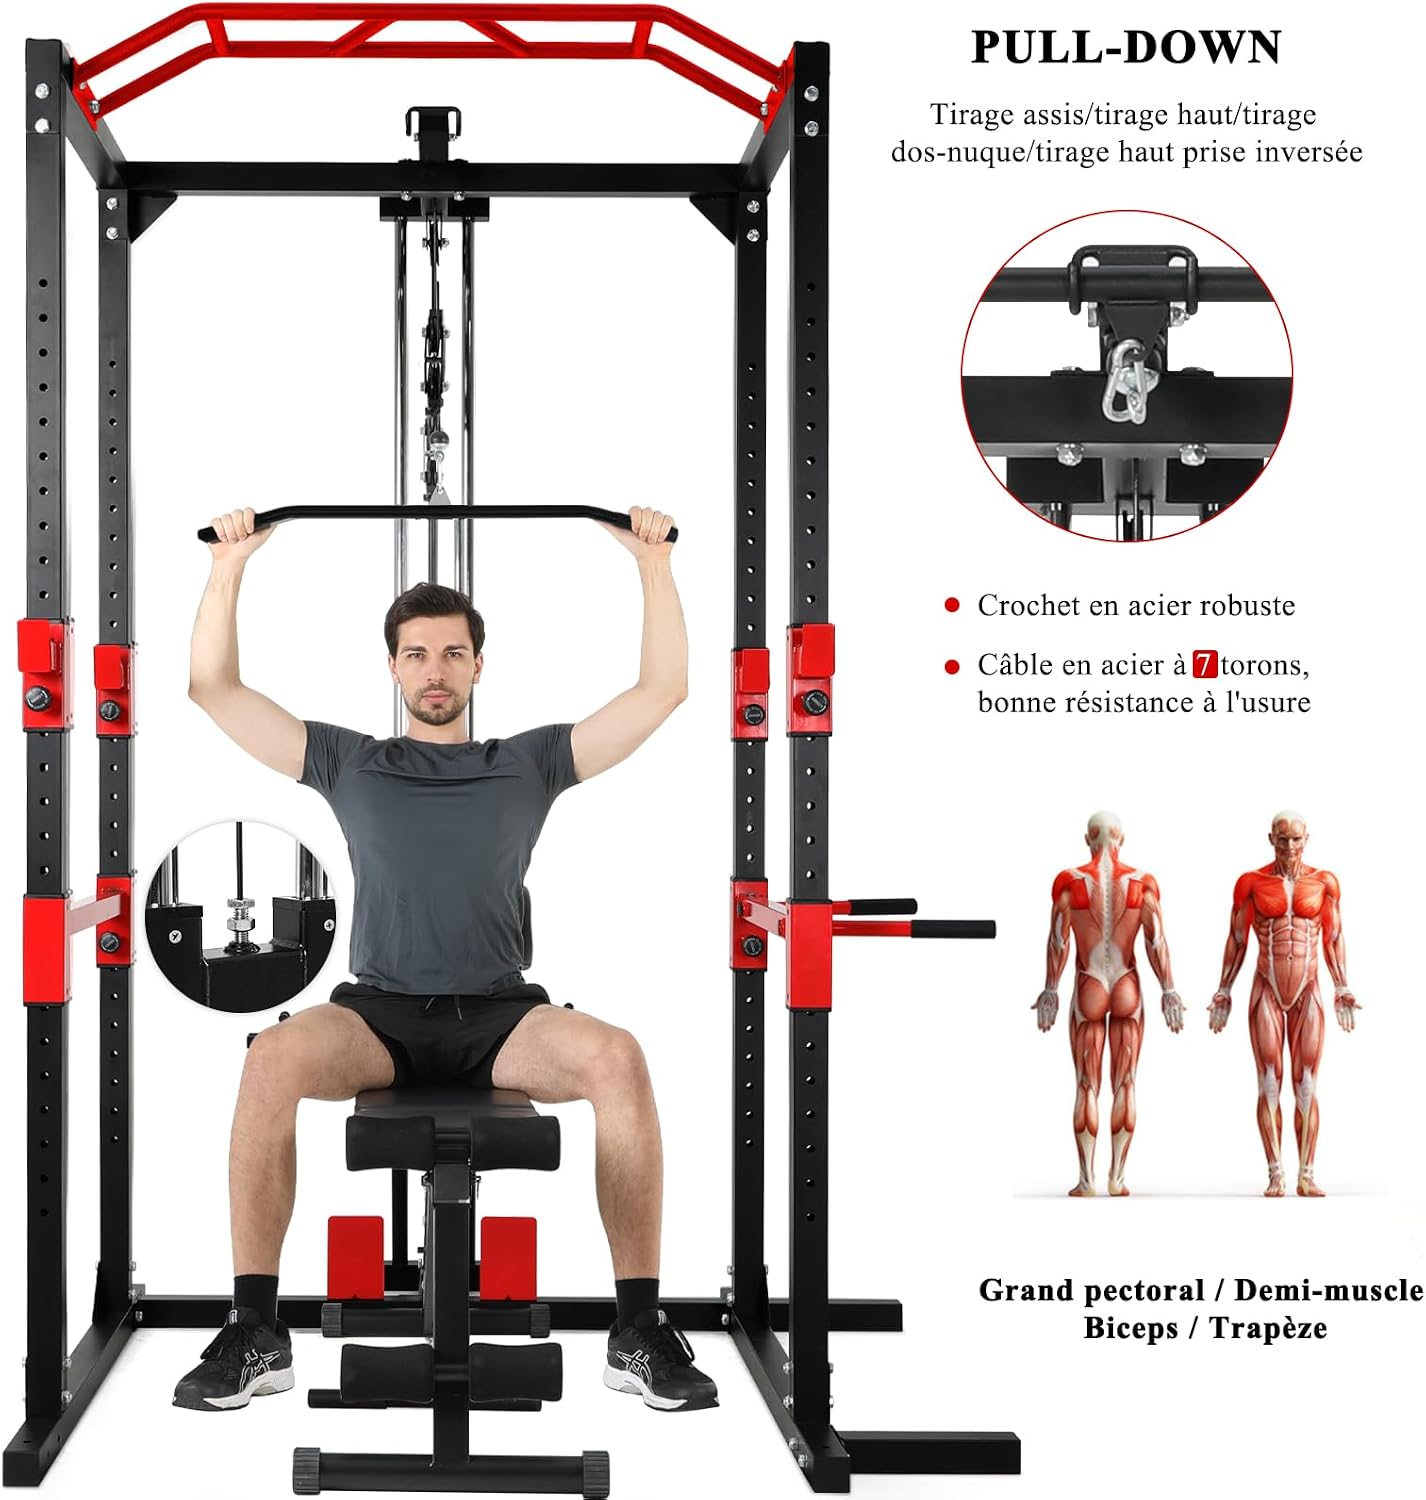 PULL-DOWN
Tirage assis/tirage haut/tirage
dos-nuque/tirage haut prise inversée
Crochet en acier robuste
Câble en acier à 7 torons,
bonne résistance à l'usure
Grand pectoral / Demi-muscle
Biceps / Trapèze